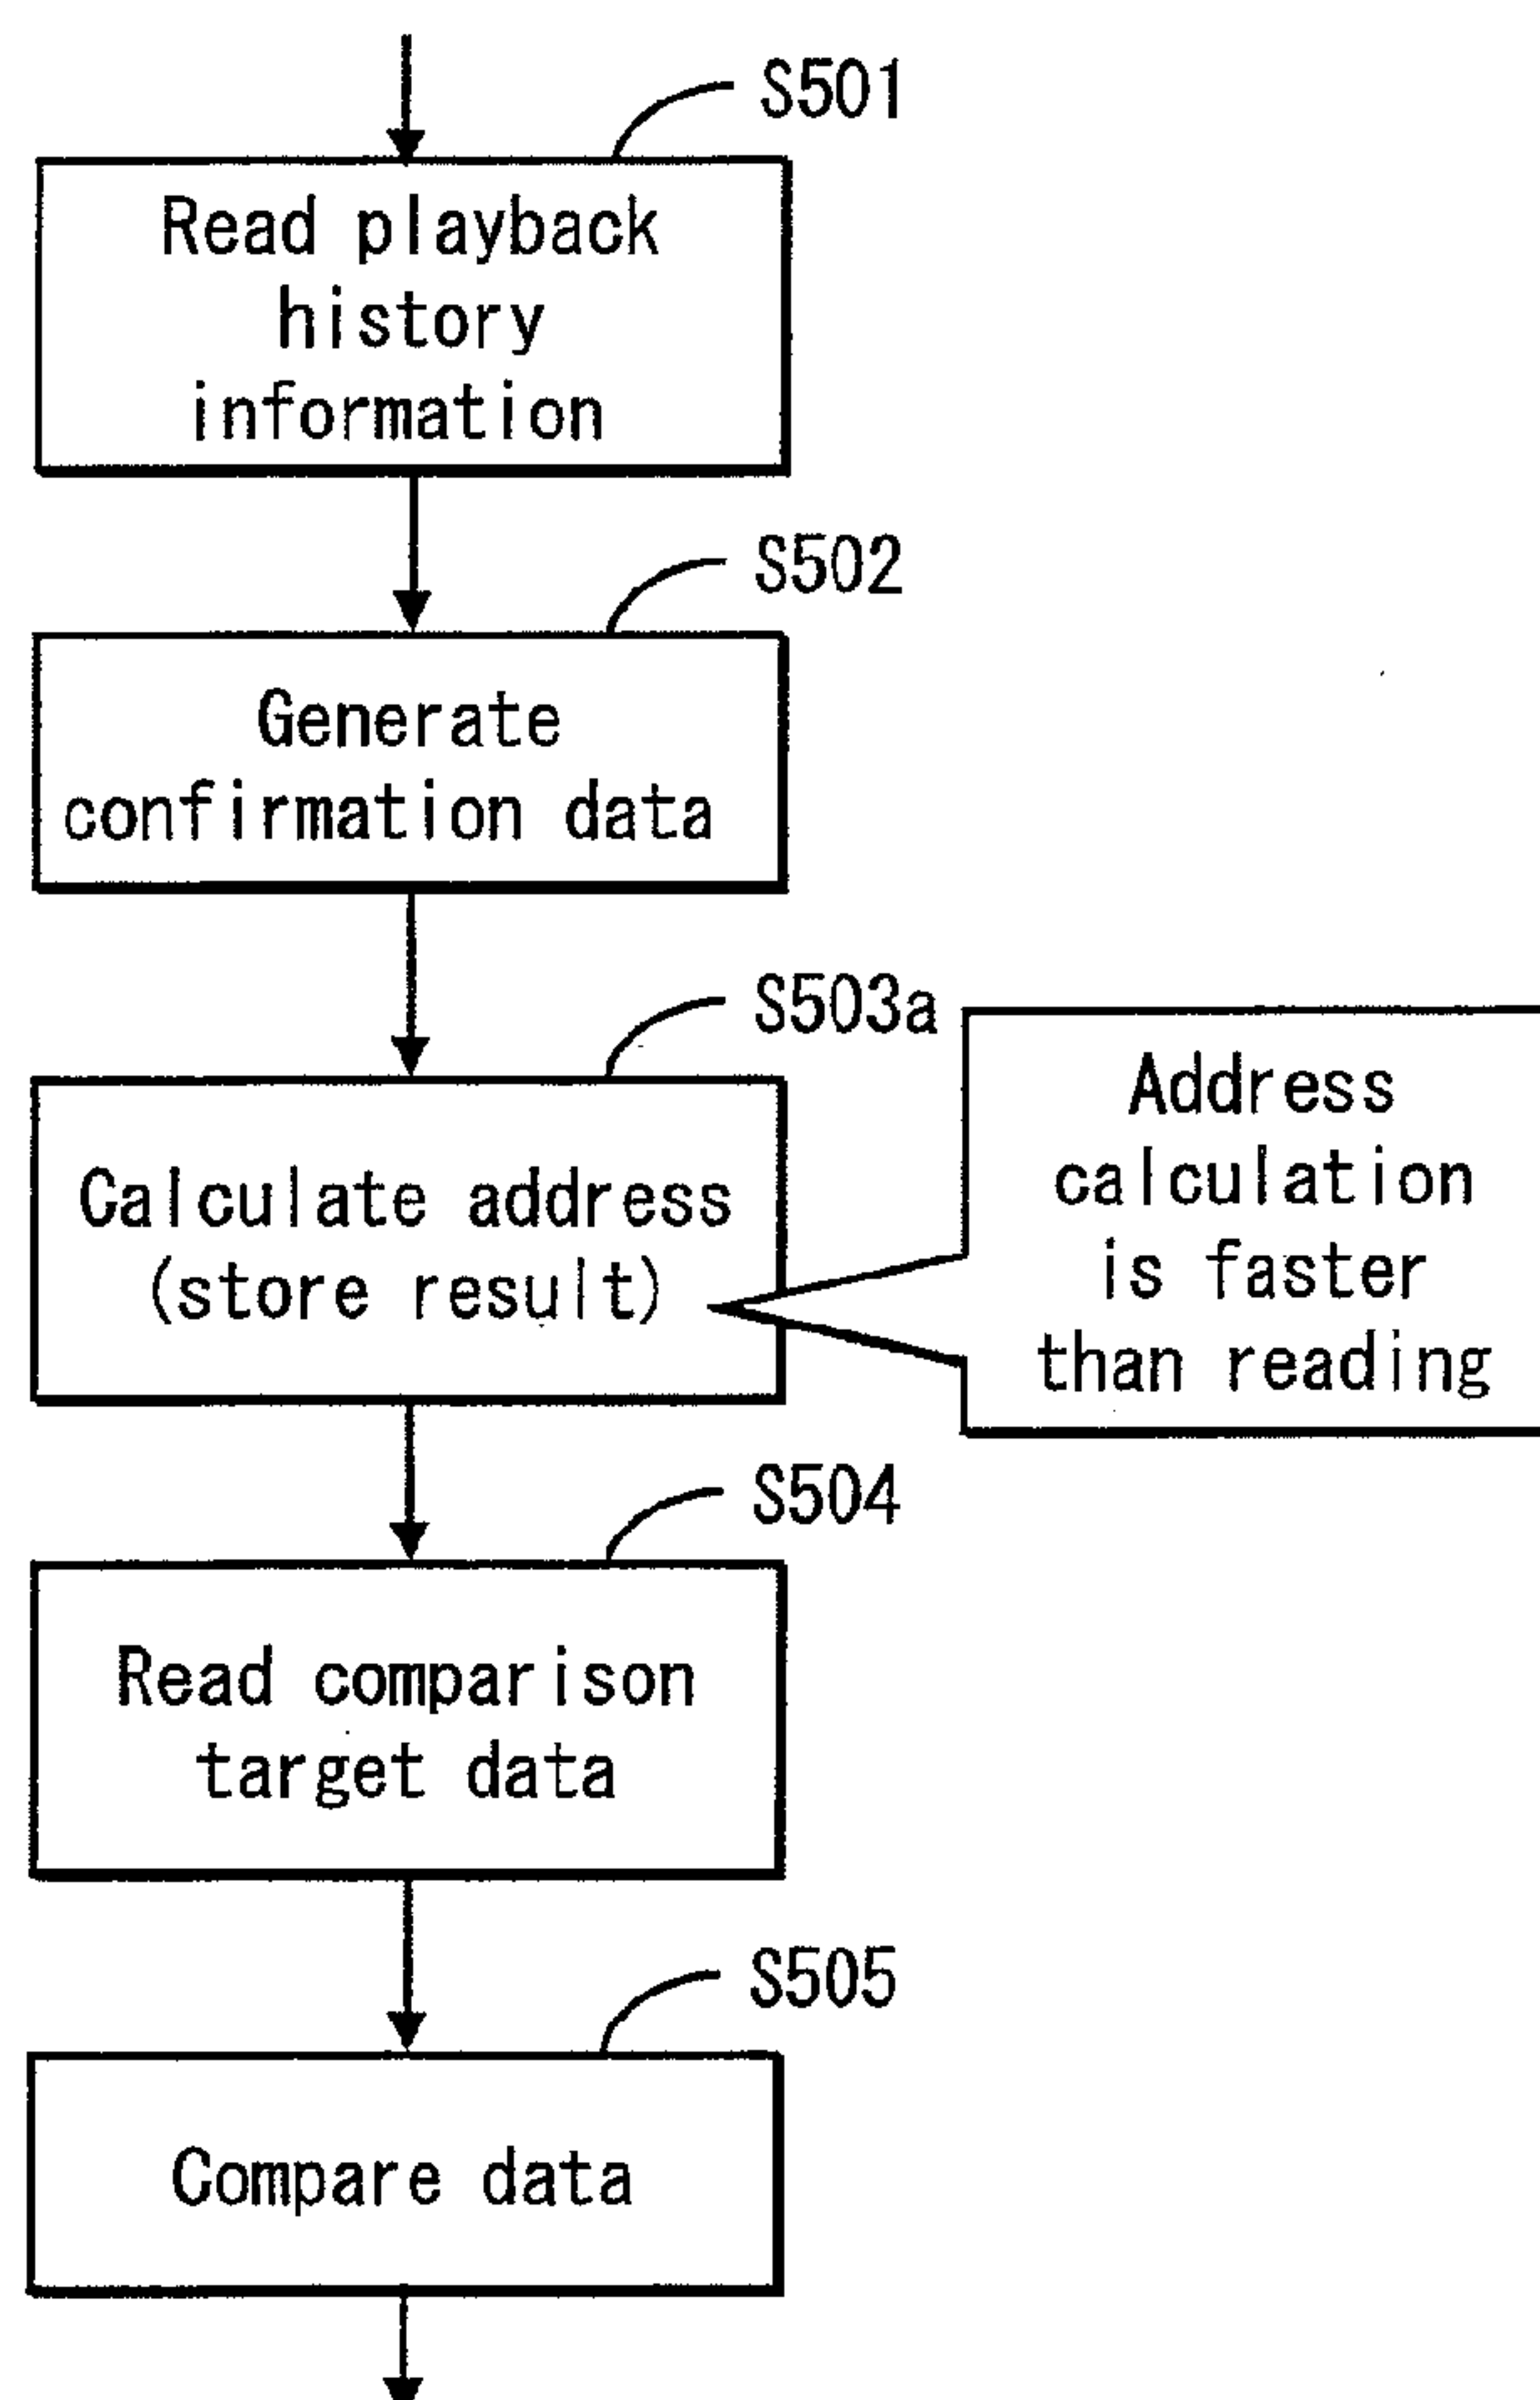 S501
Read playback
history
information
S502
Generate
confirmation data
S503a
Calculate address
(store result)
Address
calculation
is faster
than reading
S504
Read comparison
target data
S505
Compare data